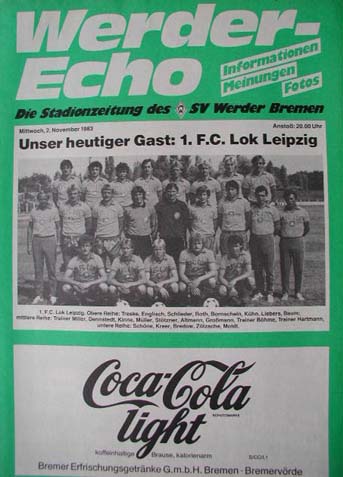 Werder-
Echo
Informationen
Meinungen
Fotos
Die Stadionzeitung des SV Werder Bremen
Mittwoch, 2. November 1983
Anstoß: 20.00 Uhr
Unser heutiger Gast: 1. F.C. Lok Leipzig
1. F.C. Lok Leipzig. Obere Reihe: Treske, Englisch, Schlieder, Roth, Bornschein, Kühn, Liebers, Baum;
mittlere Reihe: Trainer Miller, Dennstedt, Kinne, Müller, Stötzner, Altmann, Großmann, Trainer Böhme, Trainer Hartmann,
untere Reihe: Schöne, Kreer, Bredow, Zötzsche, Moldt.
Coca-Cola
light
koffeinhaltige Brause, kalorienarm
Bremer Erfrischungsgetränke G.m.b.H. Bremen - Bremervörde